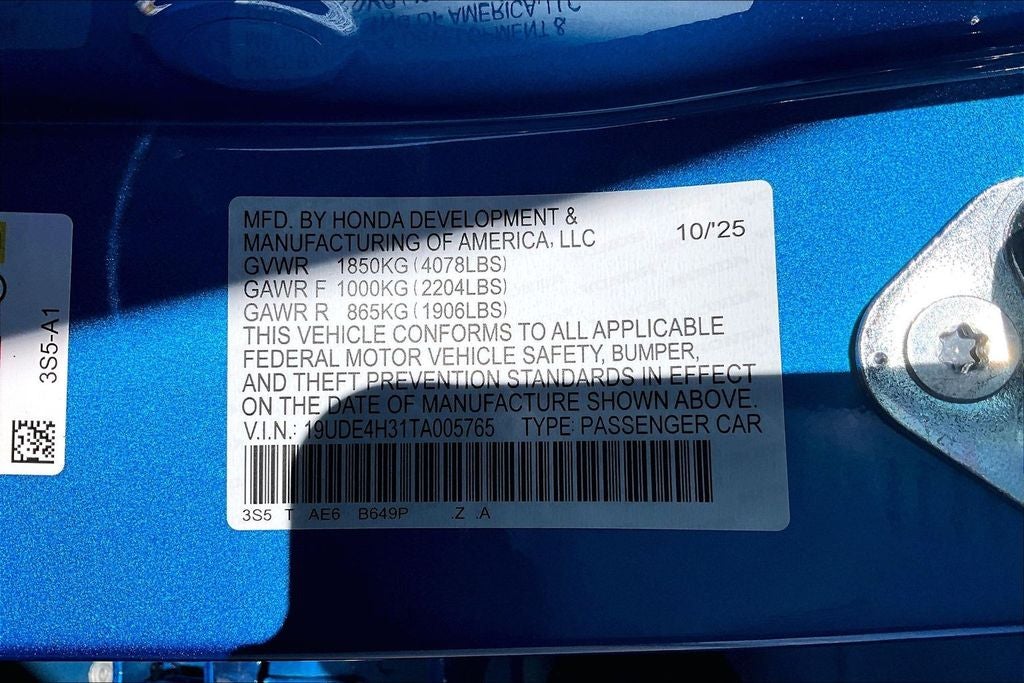 MFD. BY HONDA DEVELOPMENT &
MANUFACTURING OF AMERICA, LLC
10/'25
GVWR 1850KG (4078LBS)
GAWR F 1000KG (2204LBS)
GAWR R 865KG (1906LBS)
THIS VEHICLE CONFORMS TO ALL APPLICABLE
FEDERAL MOTOR VEHICLE SAFETY, BUMPER,
AND THEFT PREVENTION STANDARDS IN EFFECT
ON THE DATE OF MANUFACTURE SHOWN ABOVE.
V.I.N.: 19UDE4H31TA005765 TYPE: PASSENGER CAR
3S5 T AE6 B649P .Z .A
3S5-A1